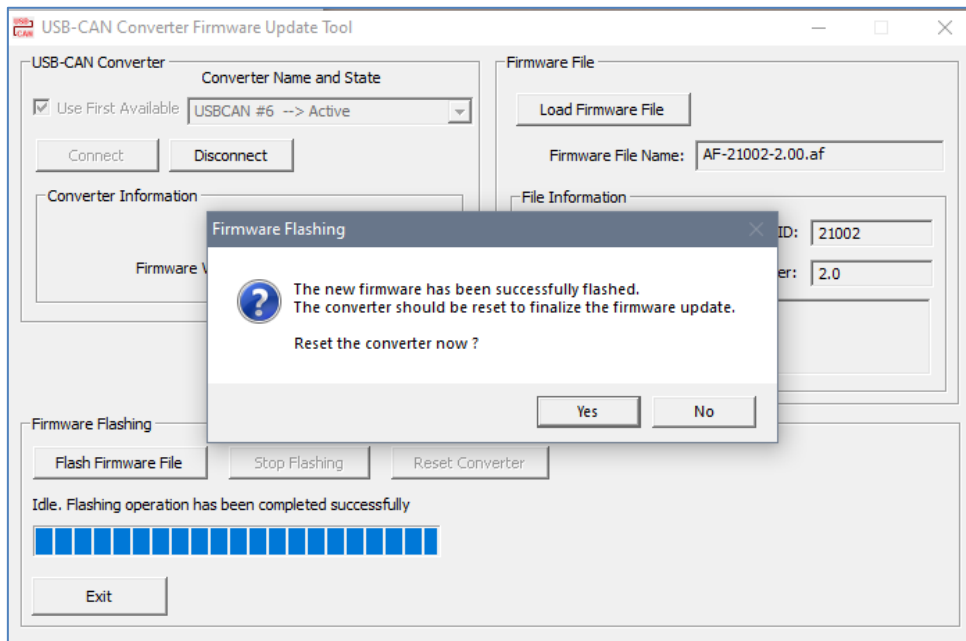 USB-CAN Converter Firmware Update Tool
USB-CAN Converter
Converter Name and State
Use First Available
USBCAN #6 --> Active
Connect
Disconnect
Converter Information
Firmware V
Firmware File
Load Firmware File
Firmware File Name:
AF-21002-2.00.af
File Information
ID:
21002
er:
2.0
Firmware Flashing
The new firmware has been successfully flashed.
The converter should be reset to finalize the firmware update.
Reset the converter now ?
Yes
No
Firmware Flashing
Flash Firmware File
Stop Flashing
Reset Converter
Idle. Flashing operation has been completed successfully
Exit